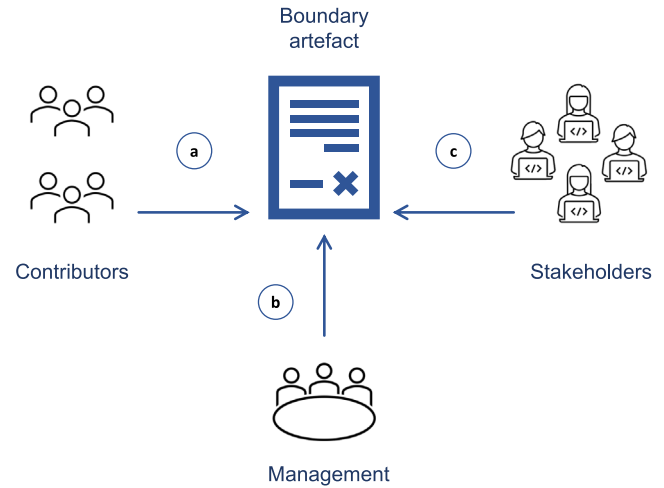 Boundary
artefact
a
c
</>
</>
</>
</>
Contributors
Stakeholders
b
Management